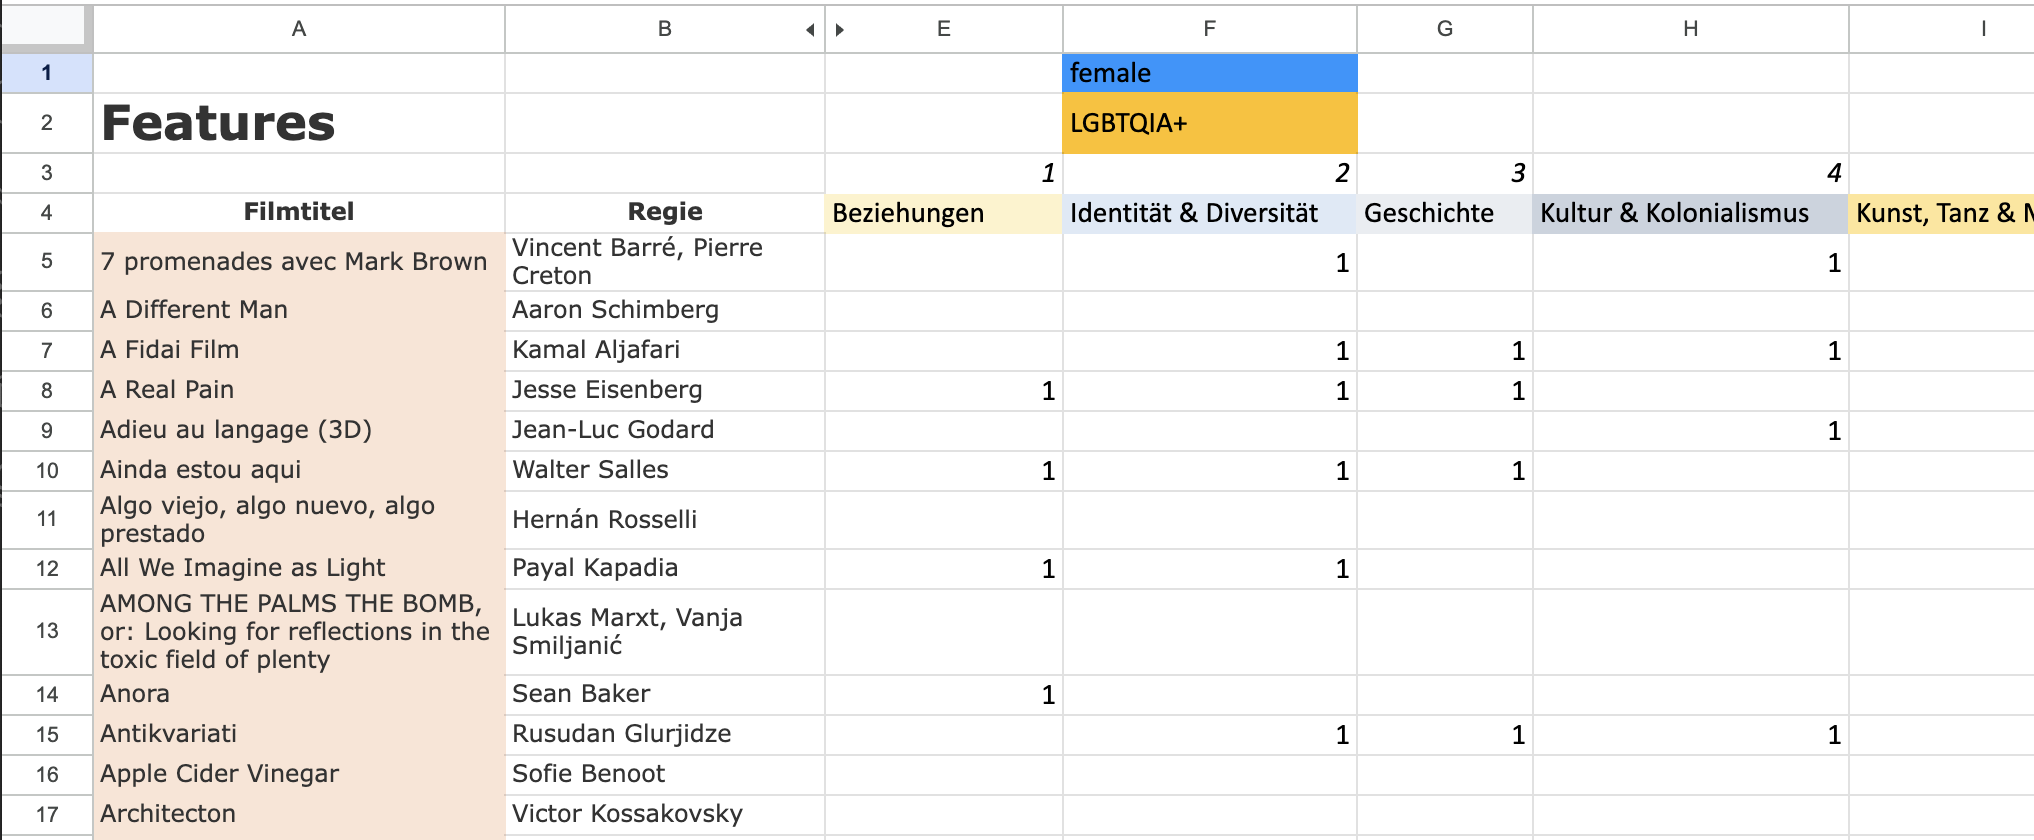 A B E F G H I
1 female
2 Features LGBTQIA+
3 1 2 3 4
4 Filmtitel Regie Beziehungen Identität & Diversität Geschichte Kultur & Kolonialismus Kunst, Tanz &
5 7 promenades avec Mark Brown Vincent Barré, Pierre Creton 1 1
6 A Different Man Aaron Schimberg
7 A Fidai Film Kamal Aljafari 1 1 1
8 A Real Pain Jesse Eisenberg 1 1 1
9 Adieu au langage (3D) Jean-Luc Godard 1
10 Ainda estou aqui Walter Salles 1 1 1
11 Algo viejo, algo nuevo, algo prestado Hernán Rosselli
12 All We Imagine as Light Payal Kapadia 1 1
13 AMONG THE PALMS THE BOMB, or: Looking for reflections in the toxic field of plenty Lukas Marxt, Vanja Smiljanić
14 Anora Sean Baker 1
15 Antikvariati Rusudan Glurjidze 1 1 1
16 Apple Cider Vinegar Sofie Benoot
17 Architecton Victor Kossakovsky